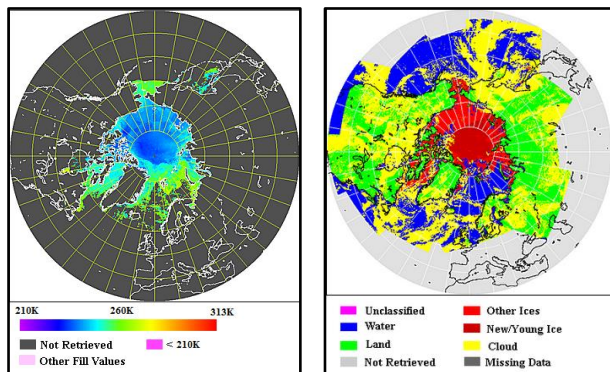 210K 260K 313K
Not Retrieved < 210K
Other Fill Values
Unclassified Other Ices
Water New/Young Ice
Land Cloud
Not Retrieved Missing Data